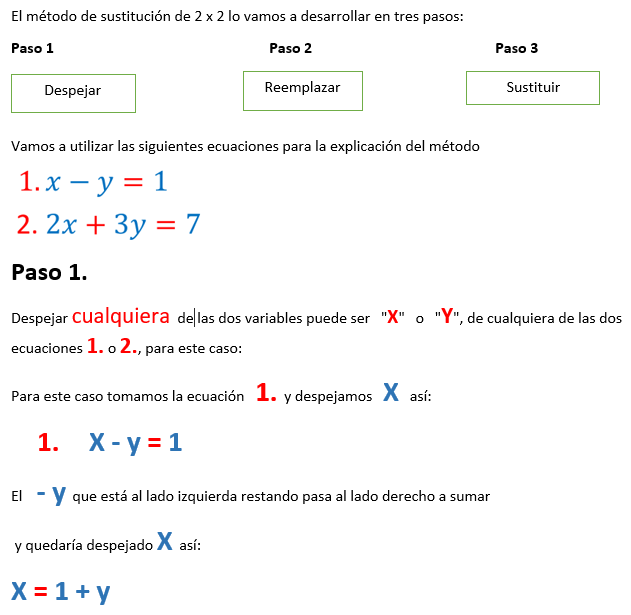 El método de sustitución de 2 x 2 lo vamos a desarrollar en tres pasos:
Paso 1 Paso 2 Paso 3
Despejar Reemplazar Sustituir
Vamos a utilizar las siguientes ecuaciones para la explicación del método
1. x − y = 1
2. 2x + 3y = 7
Paso 1.
Despejar cualquiera de las dos variables puede ser "X" o "Y", de cualquiera de las dos
ecuaciones 1. o 2., para este caso:
Para este caso tomamos la ecuación 1. y despejamos X así:
1. X - y = 1
El - y que está al lado izquierda restando pasa al lado derecho a sumar
y quedaría despejado X así:
X = 1 + y